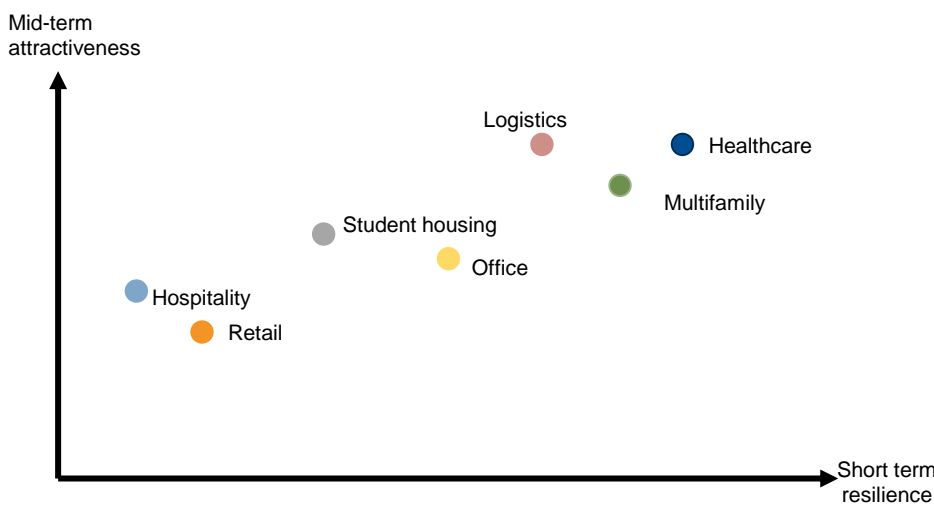 Mid-term
attractiveness
Logistics
Healthcare
Multifamily
Student housing
Office
Hospitality
Retail
Short term
resilience